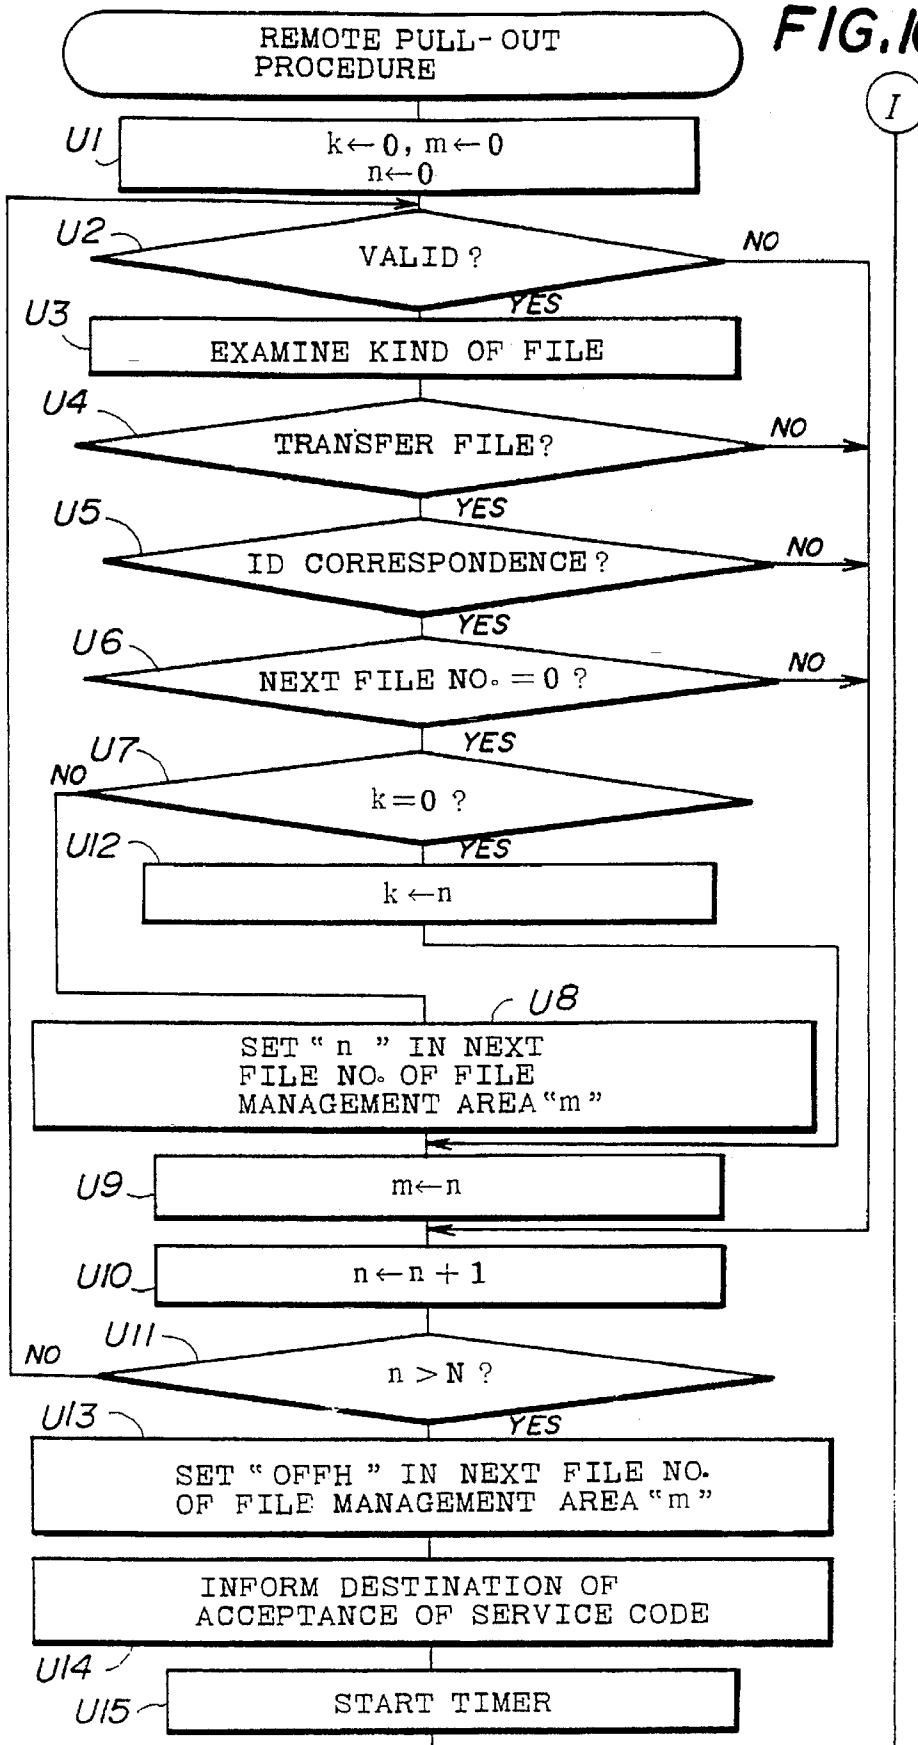 FIG.10
REMOTE PULL-OUT
PROCEDURE
I
U1
k←0, m←0
n←0
U2
VALID?
NO
YES
U3
EXAMINE KIND OF FILE
U4
TRANSFER FILE?
NO
YES
U5
ID CORRESPONDENCE?
NO
YES
U6
NEXT FILE NO. = 0 ?
NO
YES
U7
NO
k=0 ?
YES
U12
k←n
U8
SET "n" IN NEXT
FILE NO. OF FILE
MANAGEMENT AREA "m"
U9
m←n
U10
n←n + 1
U11
NO
n > N ?
YES
U13
SET "OFFH" IN NEXT FILE NO.
OF FILE MANAGEMENT AREA "m"
INFORM DESTINATION OF
ACCEPTANCE OF SERVICE CODE
U14
U15
START TIMER